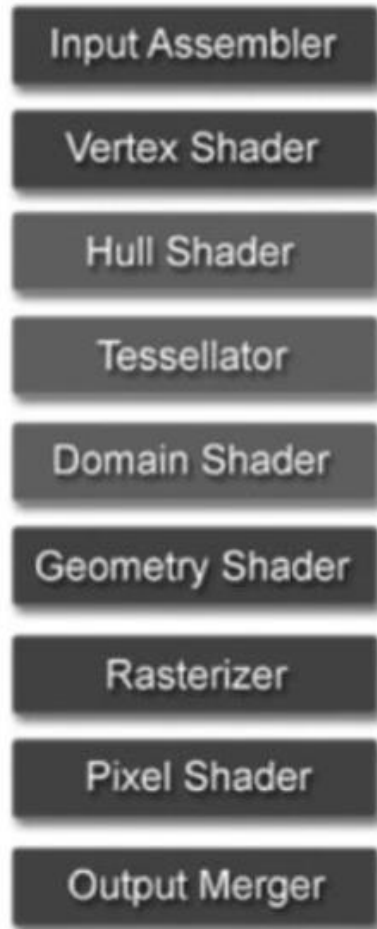 Input Assembler
Vertex Shader
Hull Shader
Tessellator
Domain Shader
Geometry Shader
Rasterizer
Pixel Shader
Output Merger